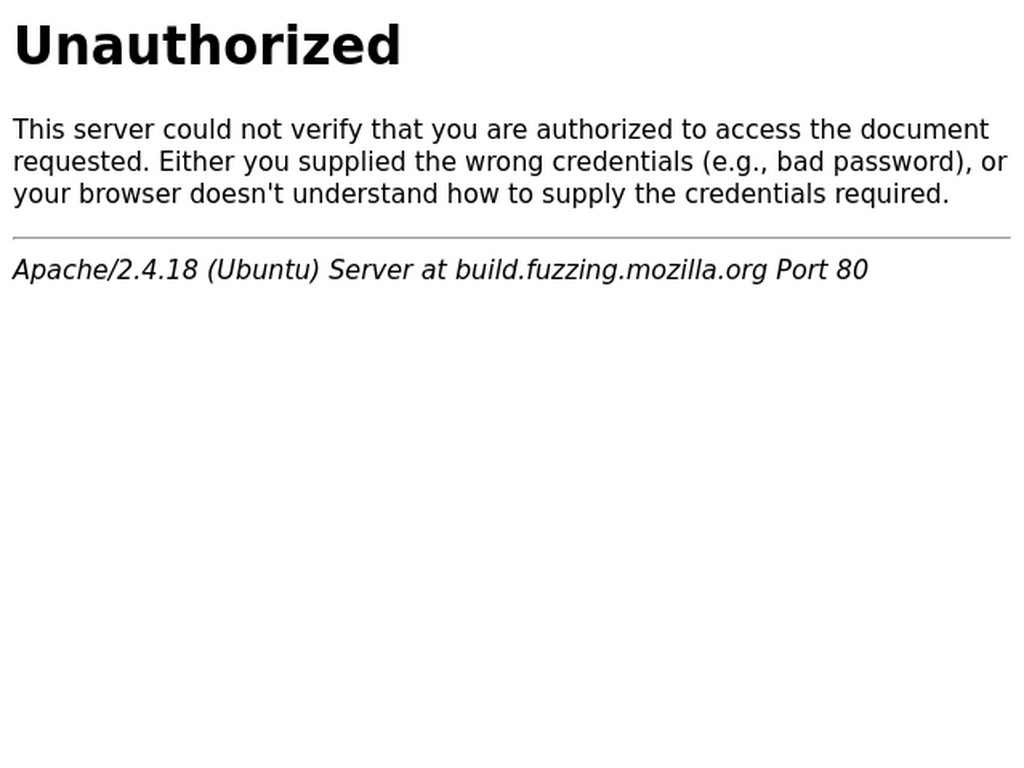 Unauthorized
This server could not verify that you are authorized to access the document
requested. Either you supplied the wrong credentials (e.g., bad password), or
your browser doesn't understand how to supply the credentials required.
Apache/2.4.18 (Ubuntu) Server at build.fuzzing.mozilla.org Port 80